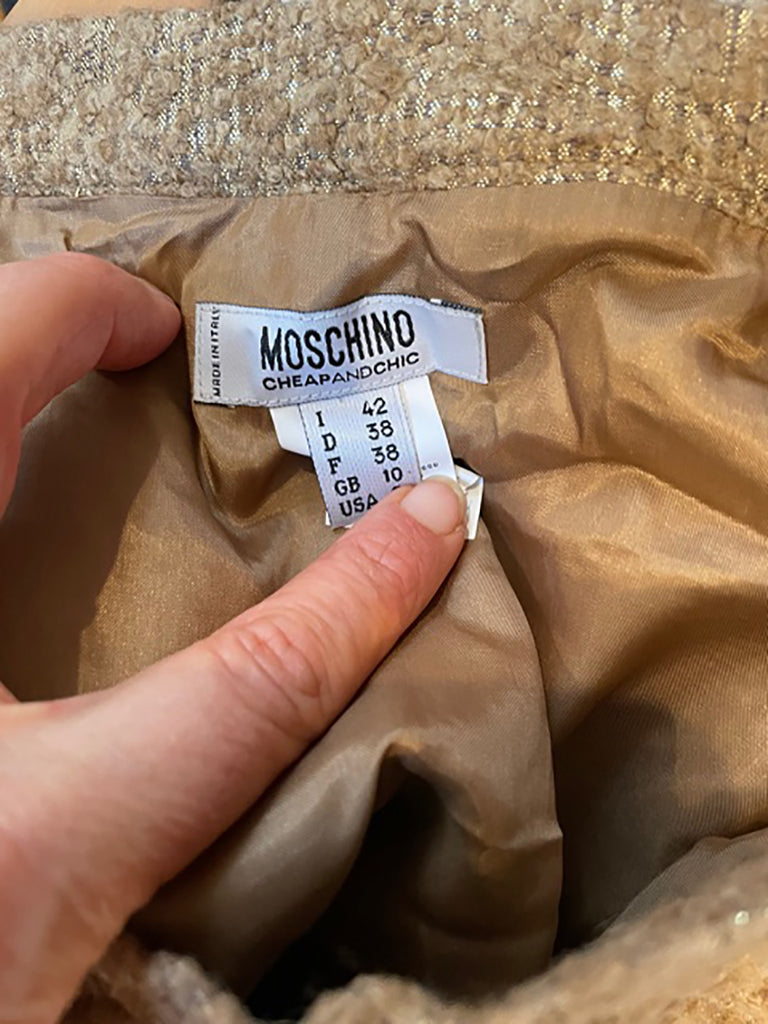 MADE IN ITALY
MOSCHINO
CHEAPANDCHIC
I 42
D 38
F 38
GB 10
USA